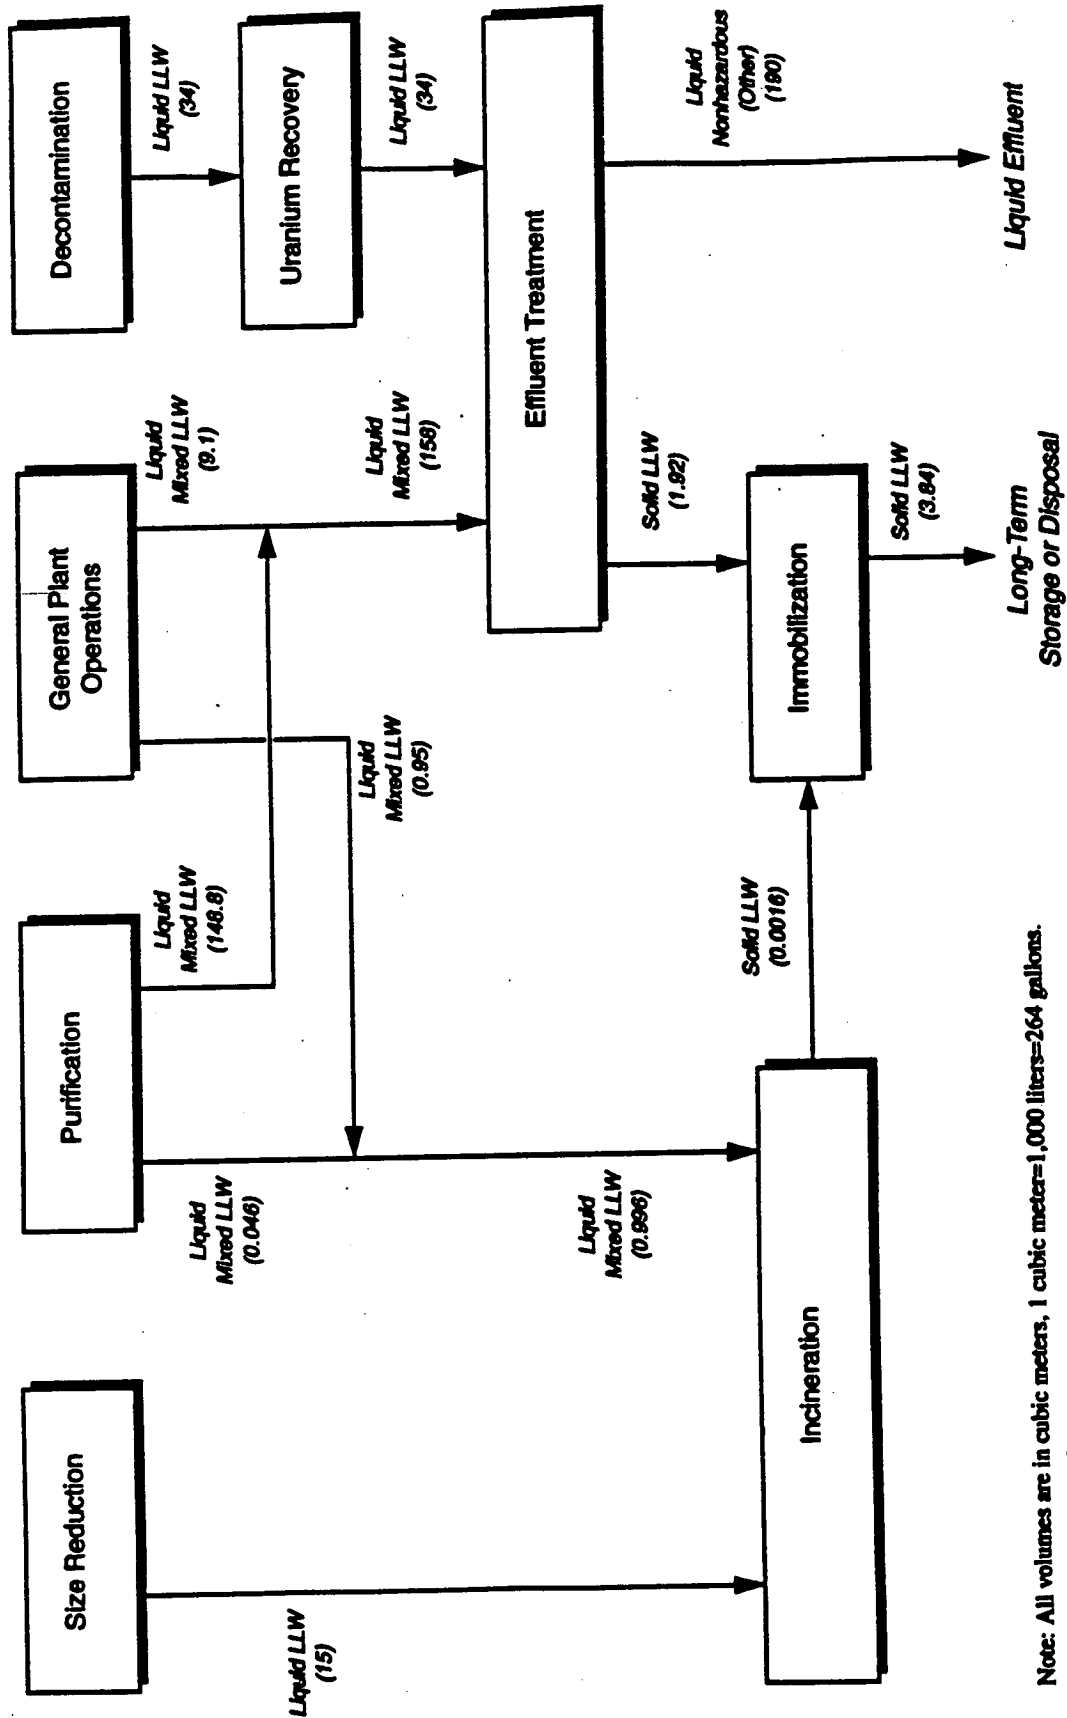 Size Reduction
Purification
General Plant
Operations
Decontamination
Liquid LLW
(15)
Liquid
Mixed LLW
(0.046)
Liquid
Mixed LLW
(148.8)
Liquid
Mixed LLW
(9.1)
Liquid LLW
(34)
Uranium Recovery
Liquid
Mixed LLW
(0.95)
Liquid
Mixed LLW
(158)
Liquid LLW
(34)
Liquid
Mixed LLW
(0.996)
Effluent Treatment
Solid LLW
(1.92)
Liquid
Nonhazardous
(Other)
(190)
Incineration
Solid LLW
(0.0016)
Immobilization
Solid LLW
(3.84)
Long-Term
Storage or Disposal
Liquid Effluent
Note: All volumes are in cubic meters, 1 cubic meter=1,000 liters=264 gallons.